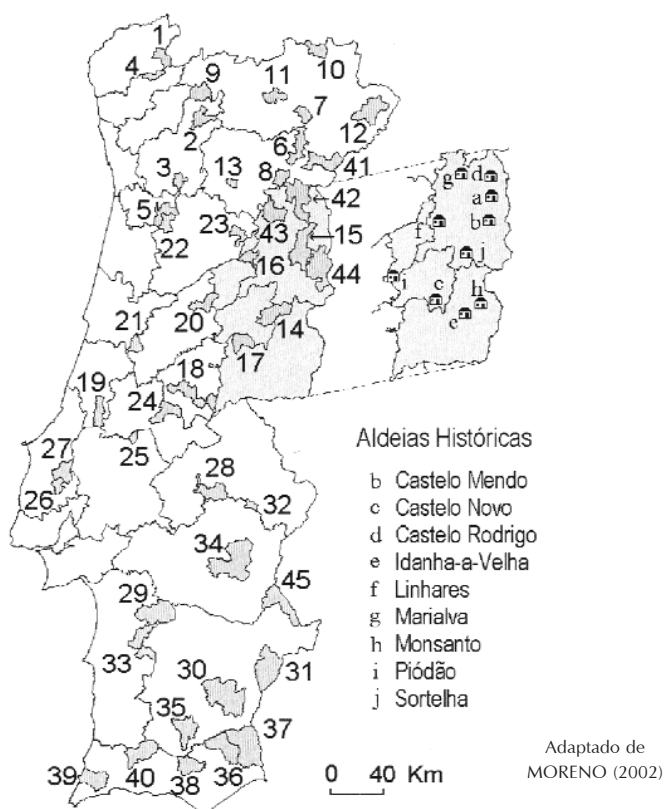 1
4
9
11
10
7
2
12
6
41
3
13
8
42
5
23
43
15
22
16
44
20
14
21
17
18
19
24
25
27
26
28
32
34
45
29
33
30
31
35
37
39
40
38
36
g
d
a
f
b
j
i
c
h
e
Aldeias Históricas
b Castelo Mendo
c Castelo Novo
d Castelo Rodrigo
e Idanha-a-Velha
f Linhares
g Marialva
h Monsanto
i Piódão
j Sortelha
Adaptado de
MORENO (2002)
0 40 Km